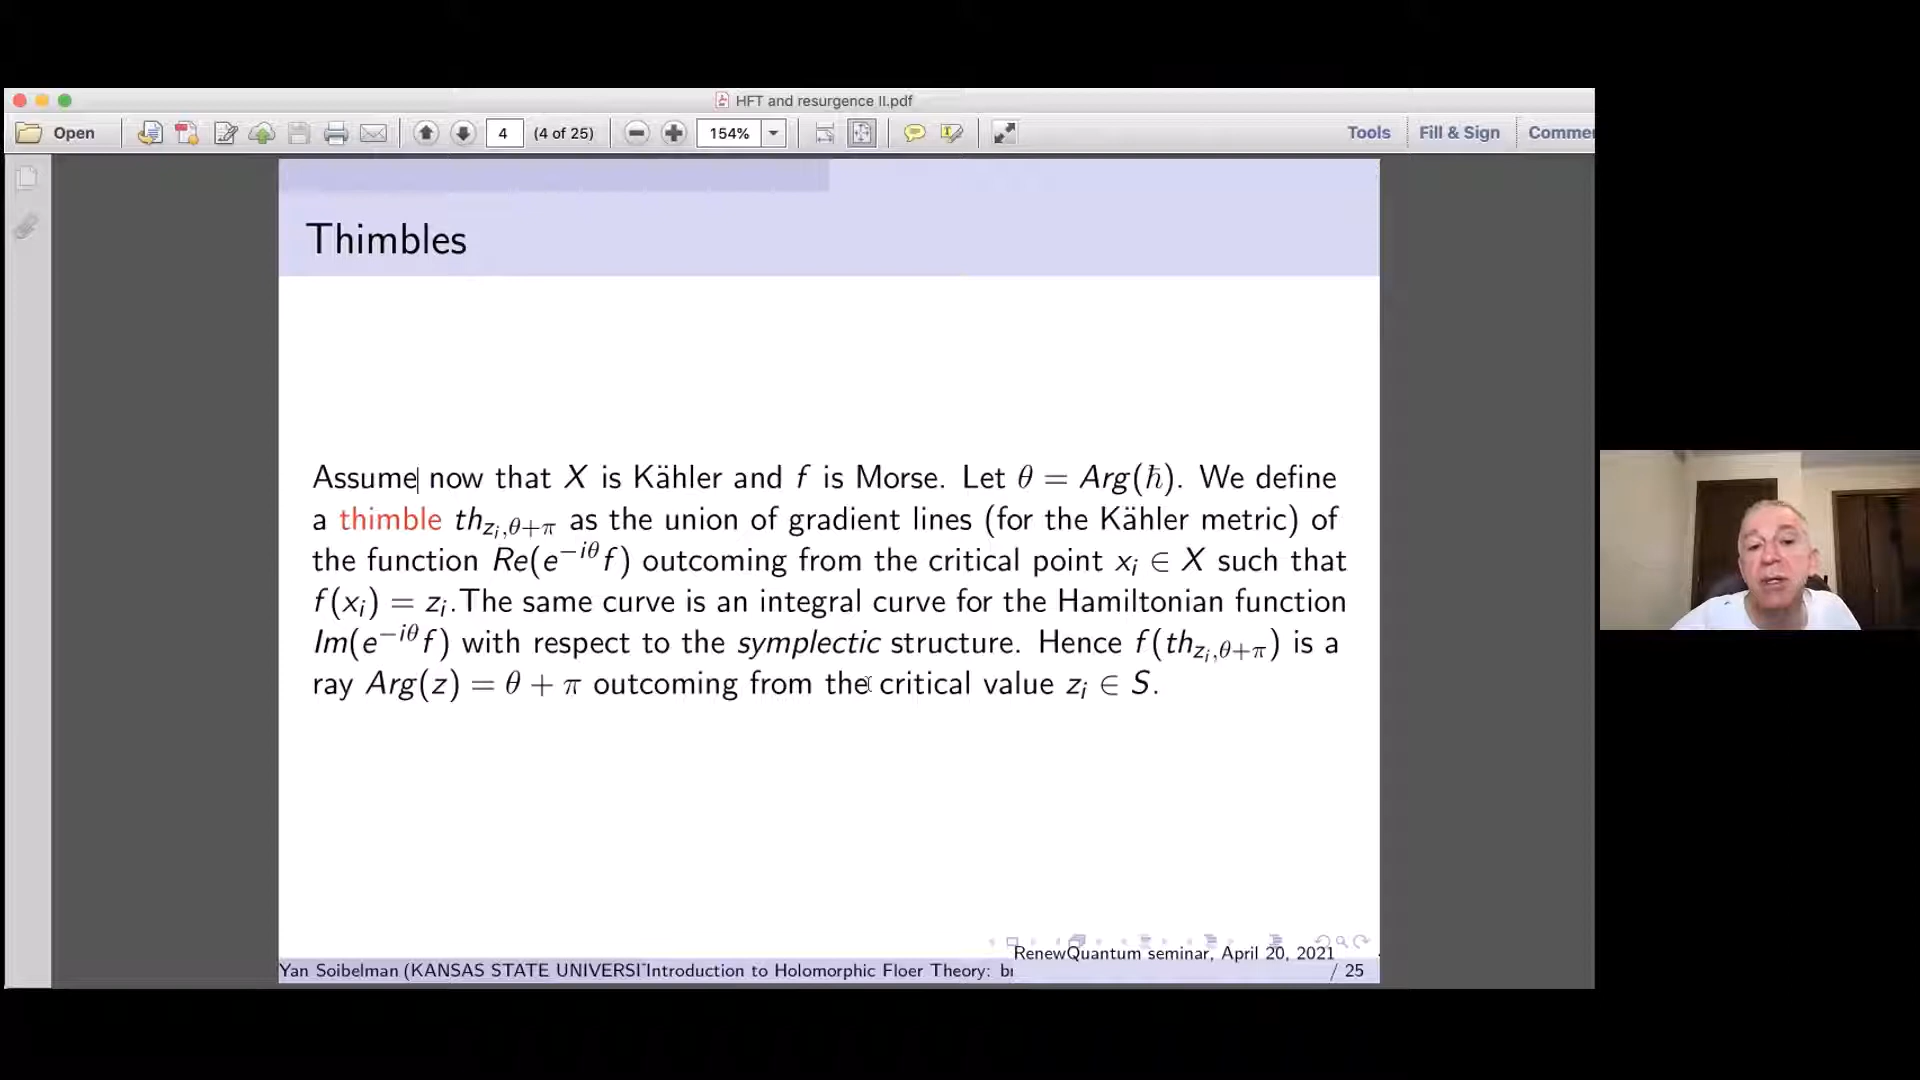 HFT and resurgence II.pdf
Open 4 (4 of 25) 154% Tools Fill & Sign Commer
Thimbles
Assume now that X is Kähler and f is Morse. Let θ = Arg(ħ). We define
a thimble th_{z_i,θ+π} as the union of gradient lines (for the Kähler metric) of
the function Re(e^{−iθ}f) outcoming from the critical point x_i ∈ X such that
f(x_i) = z_i.The same curve is an integral curve for the Hamiltonian function
Im(e^{−iθ}f) with respect to the symplectic structure. Hence f(th_{z_i,θ+π}) is a
ray Arg(z) = θ + π outcoming from the critical value z_i ∈ S.
RenewQuantum seminar, April 20, 2021
Yan Soibelman (KANSAS STATE UNIVERSI Introduction to Holomorphic Floer Theory: / 25